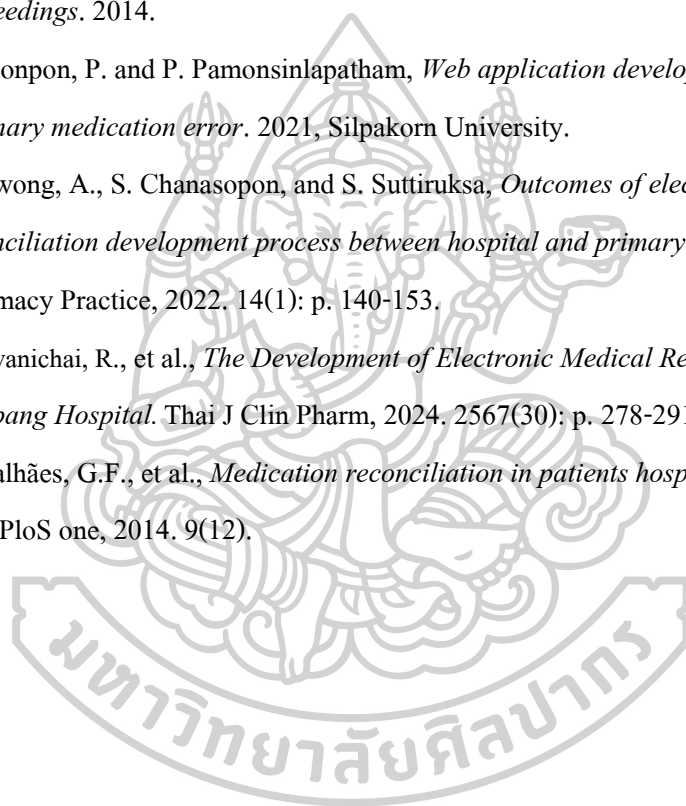 eedings. 2014.
onpon, P. and P. Pamonsinlapatham, Web application develop
nary medication error. 2021, Silpakorn University.
wong, A., S. Chanasopon, and S. Suttiruksa, Outcomes of elec
nciliation development process between hospital and primary
macy Practice, 2022. 14(1): p. 140-153.
vanichai, R., et al., The Development of Electronic Medical Re
bang Hospital. Thai J Clin Pharm, 2024. 2567(30): p. 278-291
alhães, G.F., et al., Medication reconciliation in patients hosp
PloS one, 2014. 9(12).
มหาวิทยาลัยศิลปากร